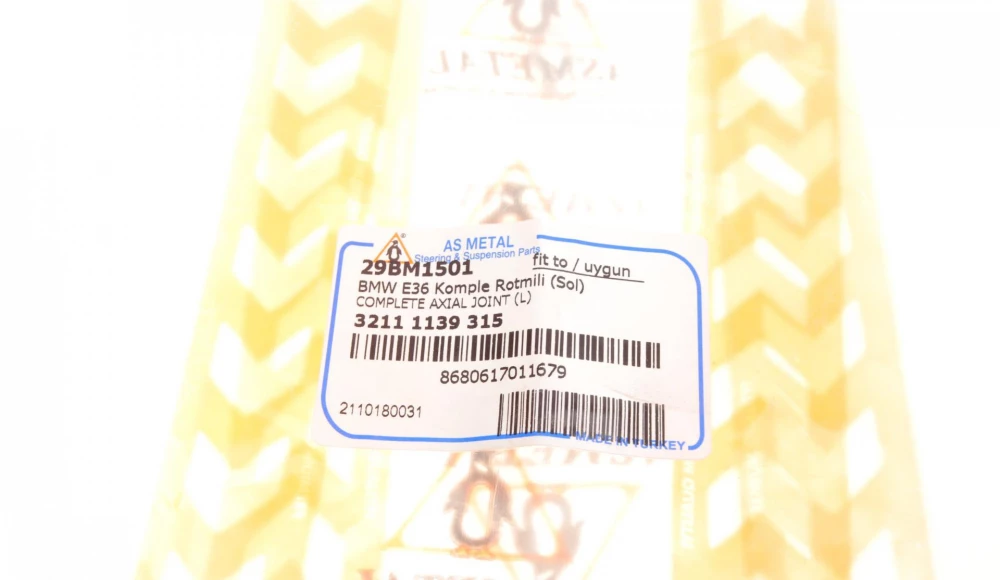 ASMETAL
AS METAL
Steering & Suspension Parts
29BM1501
fit to / uygun
BMW E36 Komple Rotmili (Sol)
COMPLETE AXIAL JOINT (L)
3211 1139 315
8680617011679
2110180031
MADE IN TURKEY